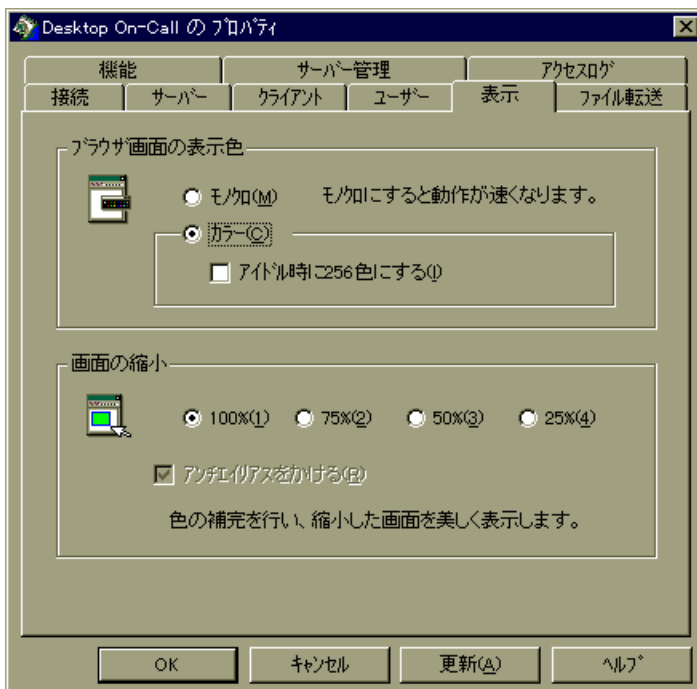 Desktop On-Call の ﾌﾟﾛﾊﾟﾃｨ
機能 サーバー管理 ｱｸｾｽﾛｸﾞ
接続 サーバー ｸﾗｲｱﾝﾄ ユーザー 表示 ﾌｧｲﾙ転送
ﾌﾞﾗｳｻﾞ画面の表示色
ﾓﾉｸﾛ(M) ﾓﾉｸﾛにすると動作が速くなります。
ｶﾗｰ(C)
ｱｲﾄﾞﾙ時に256色にする(I)
画面の縮小
100%(1) 75%(2) 50%(3) 25%(4)
ｱﾝﾁｴｲﾘｱｽをかける(R)
色の補完を行い、縮小した画面を美しく表示します。
OK ｷｬﾝｾﾙ 更新(A) ﾍﾙﾌﾟ